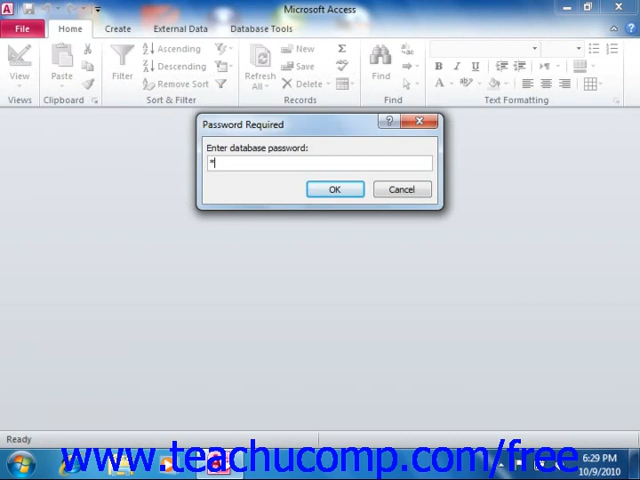 Microsoft Access
File Home Create External Data Database Tools
View
Views
Paste
Clipboard
Filter
Ascending
Descending
Remove Sort
Sort & Filter
Refresh
All
New
Save
Delete
Records
Find
Find
B I U
A
Text Formatting
Password Required
Enter database password:
*
OK Cancel
Ready
www.teachucomp.com/free
6:29 PM
10/9/2010